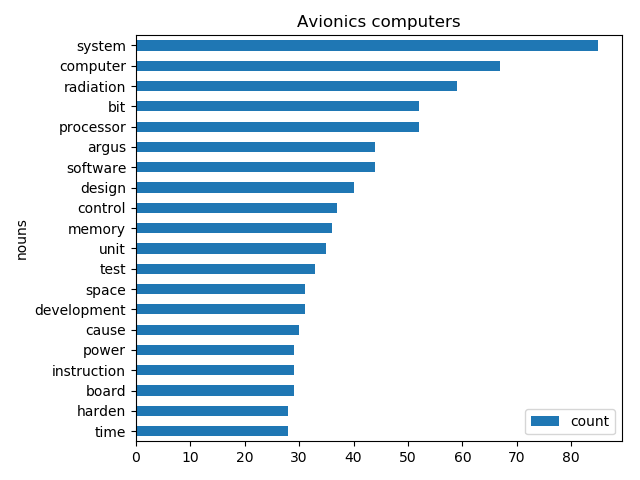 Avionics computers
nouns
system
computer
radiation
bit
processor
argus
software
design
control
memory
unit
test
space
development
cause
power
instruction
board
harden
time
count
0 10 20 30 40 50 60 70 80